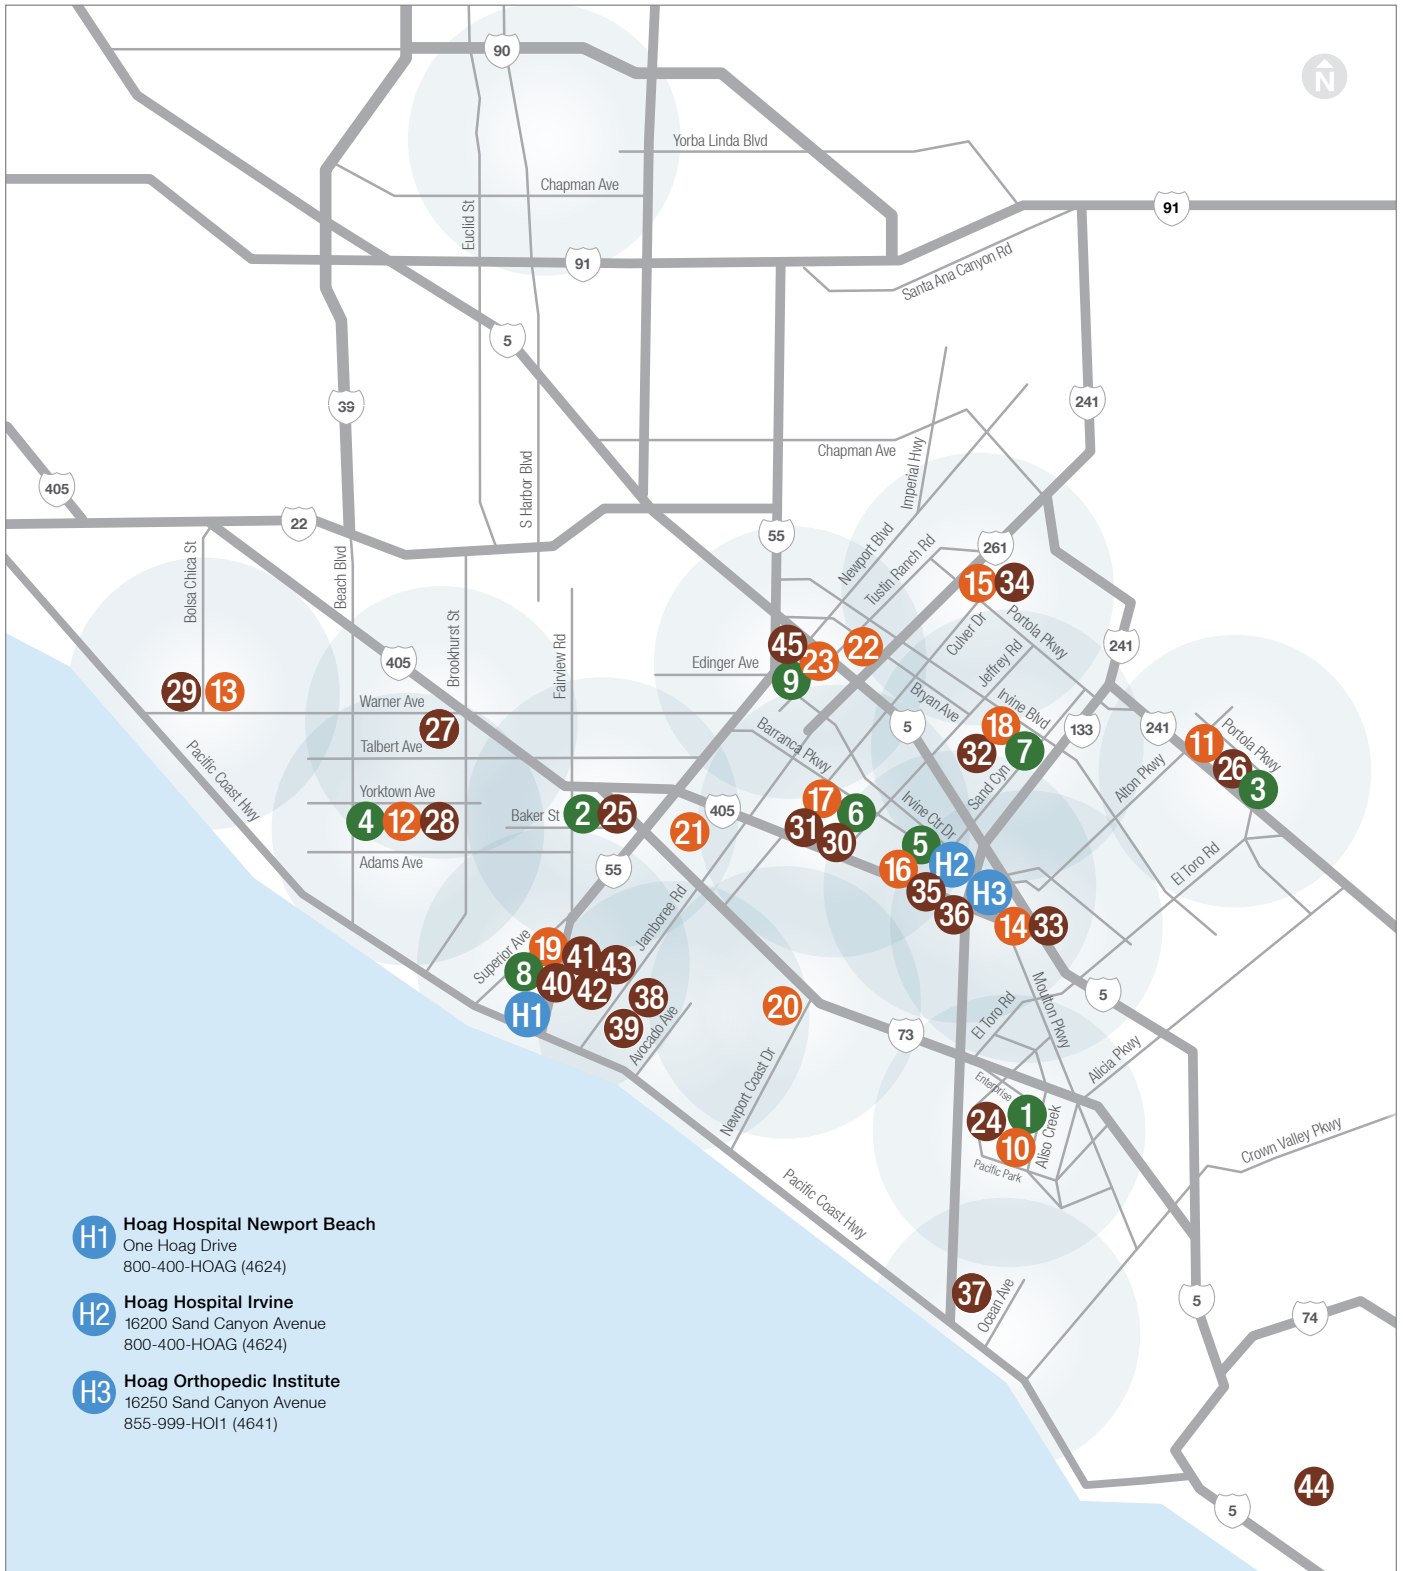 90
N
Yorba Linda Blvd
Chapman Ave
Euclid St
91
91
Santa Ana Canyon Rd
5
39
241
S Harbor Blvd
Chapman Ave
Imperial Hwy
405
22
55
Newport Blvd
Tustin Ranch Rd
261
Bolsa Chica St
Beach Blvd
Brookhurst St
Fairview Rd
15
34
Culver Dr
Portola Pkwy
Jeffrey Rd
241
405
Edinger Ave
45
23
22
9
29
13
Warner Ave
27
Talbert Ave
Bryan Ave
Irvine Blvd
5
18
32
7
133
241
11
Portola Pkwy
26
3
Pacific Coast Hwy
Barranca Pkwy
Sand Cyn
Alton Pkwy
Yorktown Ave
4
12
28
Baker St
2
25
21
405
17
6
31
30
Irvine Ctr Dr
5
16
H2
35
36
H3
14
33
El Toro Rd
Adams Ave
55
Jamboree Rd
Superior Ave
19
41
43
8
40
42
38
H1
39
Avocado Ave
20
Newport Coast Dr
73
El Toro Rd
Moulton Pkwy
5
Alicia Pkwy
Enterprise
24
1
10
Aliso Creek
Pacific Park
Crown Valley Pkwy
Pacific Coast Hwy
37
Ocean Ave
5
74
44
5
H1
Hoag Hospital Newport Beach
One Hoag Drive
800-400-HOAG (4624)
H2
Hoag Hospital Irvine
16200 Sand Canyon Avenue
800-400-HOAG (4624)
H3
Hoag Orthopedic Institute
16250 Sand Canyon Avenue
855-999-HOI1 (4641)